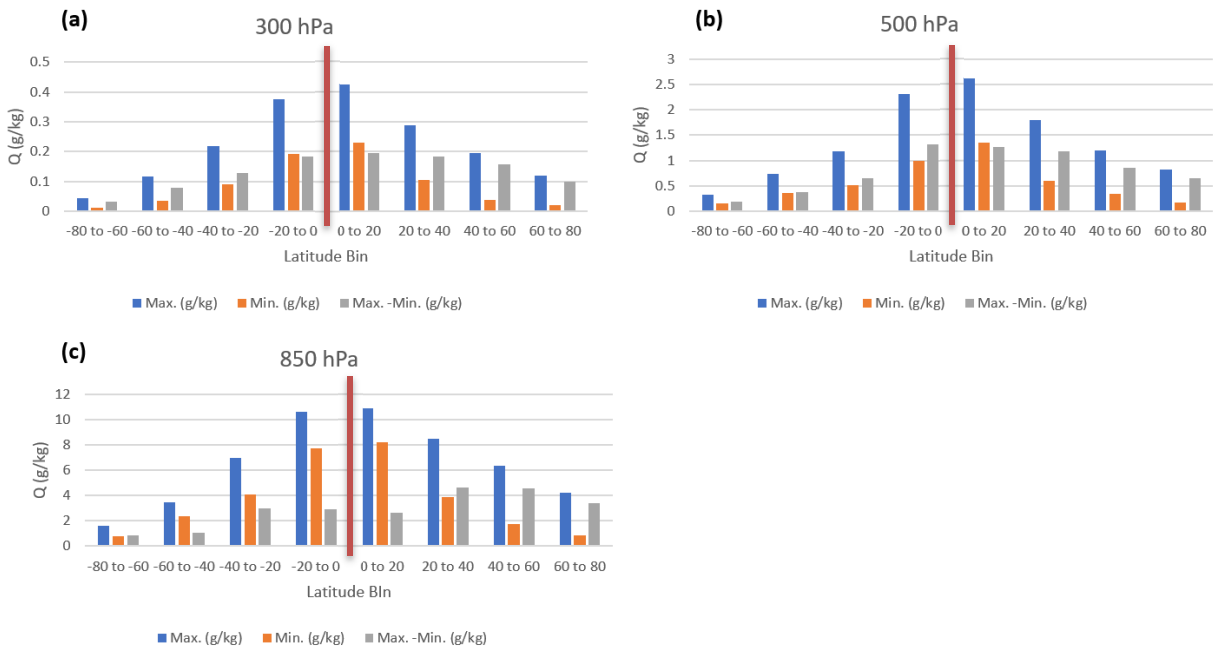 (a)
300 hPa
Q (g/kg)
0.5
0.4
0.3
0.2
0.1
0
-80 to -60 -60 to -40 -40 to -20 -20 to 0 0 to 20 20 to 40 40 to 60 60 to 80
Latitude Bin
Max. (g/kg) Min. (g/kg) Max. -Min. (g/kg)
(b)
500 hPa
Q (g/kg)
3
2.5
2
1.5
1
0.5
0
-80 to -60 -60 to -40 -40 to -20 -20 to 0 0 to 20 20 to 40 40 to 60 60 to 80
Latitude Bin
Max. (g/kg) Min. (g/kg) Max. -Min. (g/kg)
(c)
850 hPa
Q (g/kg)
12
10
8
6
4
2
0
-80 to -60 -60 to -40 -40 to -20 -20 to 0 0 to 20 20 to 40 40 to 60 60 to 80
Latitude BIn
Max. (g/kg) Min. (g/kg) Max. -Min. (g/kg)